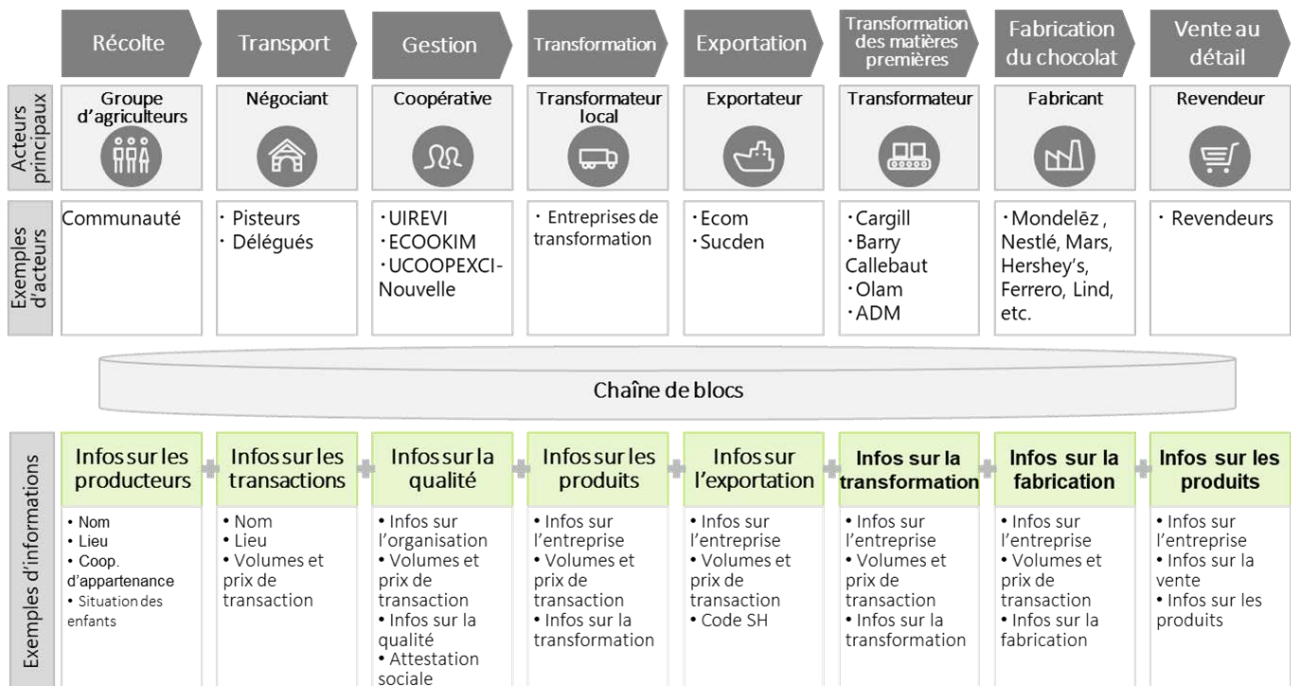 Récolte
Transport
Gestion
Transformation
Exportation
Transformation
des matières
premières
Fabrication
du chocolat
Vente au
détail
Acteurs
principaux
Groupe
d'agriculteurs
Négociant
Coopérative
Transformateur
local
Exportateur
Transformateur
Fabricant
Revendeur
Exemples
d'acteurs
Communauté
· Pisteurs
· Délégués
·UIREVI
·ECOOKIM
·UCOOPEXCI-
Nouvelle
· Entreprises de
transformation
·Ecom
·Sucden
·Cargill
·Barry
Callebaut
·Olam
·ADM
·Mondelēz,
Nestlé, Mars,
Hershey's,
Ferrero, Lind,
etc.
· Revendeurs
Chaîne de blocs
Exemples d'informations
Infos sur les
producteurs
Infos sur les
transactions
Infos sur la
qualité
Infos sur les
produits
Infos sur
l'exportation
Infos sur la
transformation
Infos sur la
fabrication
Infos sur les
produits
• Nom
• Lieu
• Coop.
d'appartenance
• Situation des
enfants
• Nom
• Lieu
• Volumes et
prix de
transaction
• Infos sur
l'organisation
• Volumes et
prix de
transaction
• Infos sur la
qualité
• Attestation
sociale
• Infos sur
l'entreprise
• Volumes et
prix de
transaction
• Infos sur la
transformation
• Infos sur
l'entreprise
• Volumes et
prix de
transaction
• Code SH
• Infos sur
l'entreprise
• Volumes et
prix de
transaction
• Infos sur la
transformation
• Infos sur
l'entreprise
• Volumes et
prix de
transaction
• Infos sur la
fabrication
• Infos sur
l'entreprise
• Infos sur la
vente
• Infos sur les
produits